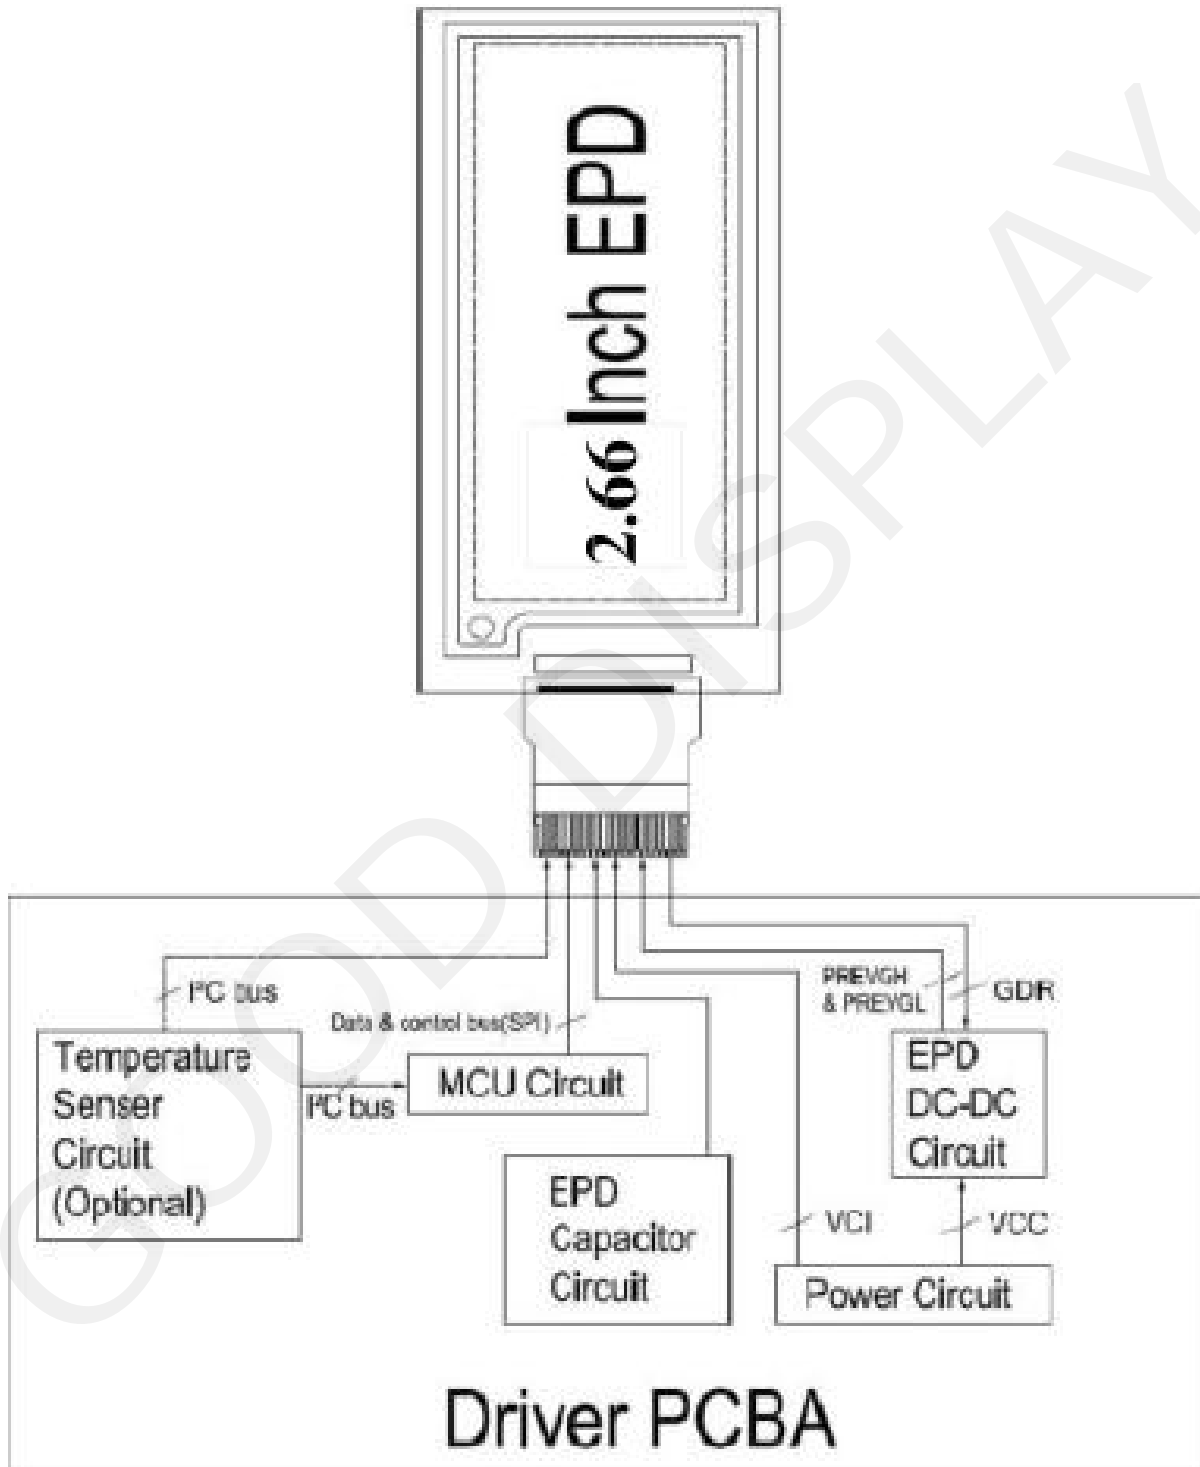 2.66 Inch EPD
PREVGH
& PREVGL
GDR
I²C bus
Data & control bus(SPI)
Temperature
Senser
Circuit
(Optional)
I²C bus
MCU Circuit
EPD
DC-DC
Circuit
EPD
Capacitor
Circuit
VCI
VCC
Power Circuit
Driver PCBA
GOOD DISPLAY